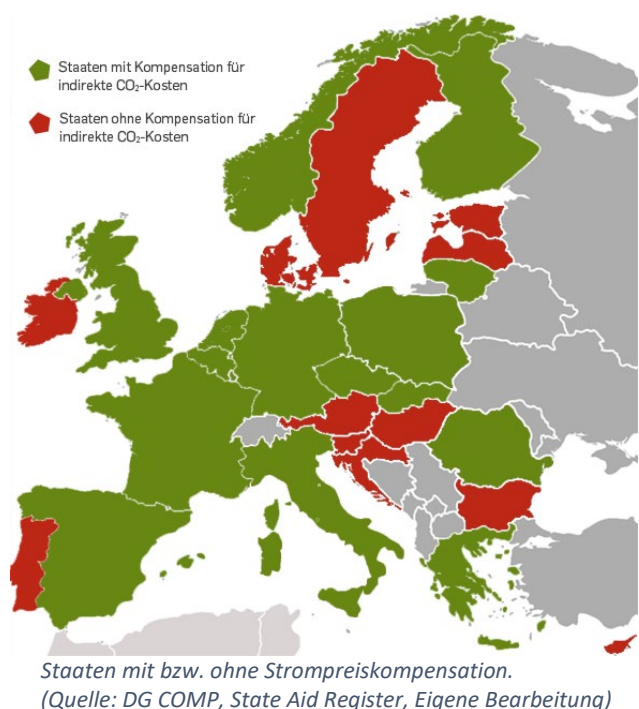 Staaten mit Kompensation für
indirekte CO₂-Kosten
Staaten ohne Kompensation für
indirekte CO₂-Kosten
Staaten mit bzw. ohne Strompreiskompensation.
(Quelle: DG COMP, State Aid Register, Eigene Bearbeitung)